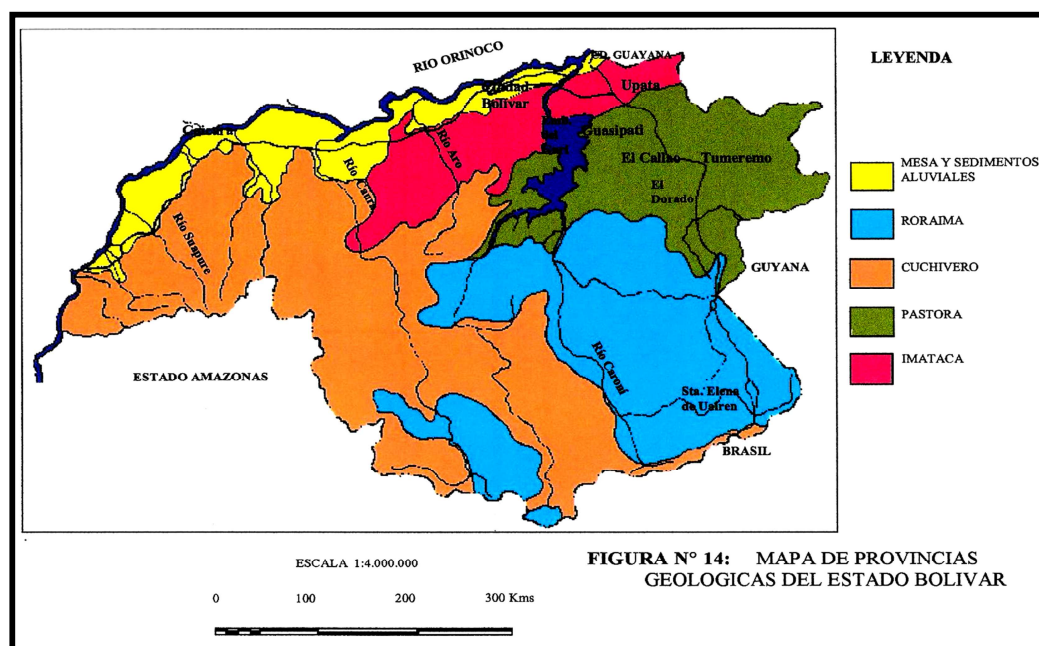 RIO ORINOCO
CD. GUAYANA
Upata
Ciudad-
Bolivar
Caicara
Guasipati
Río Aro
El Callao
Tumeremo
Río Caura
El
Dorado
Río Suapure
GUYANA
ESTADO AMAZONAS
Río Caroní
Sta. Elena
de Uairen
BRASIL
LEYENDA
MESA Y SEDIMENTOS
ALUVIALES
RORAIMA
CUCHIVERO
PASTORA
IMATACA
ESCALA 1:4.000.000
0 100 200 300 Kms
FIGURA N° 14: MAPA DE PROVINCIAS
GEOLOGICAS DEL ESTADO BOLIVAR